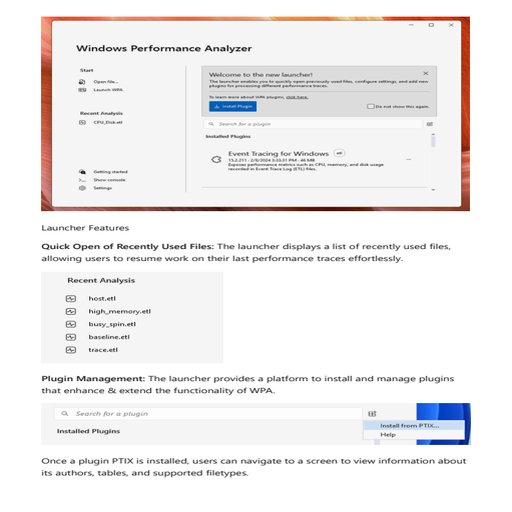 Windows Performance Analyzer
Start
Open file...
Launch WPA
Recent Analysis
CPU_Disk.etl
Getting started
Show console
Settings
Welcome to the new launcher!
The launcher enables you to quickly open previously used files, configure settings, and add new
plugins for processing different performance traces.
To learn more about WPA plugins, click here.
Install Plugin
Do not show this again.
Search for a plugin
Installed Plugins
Event Tracing for Windows
etl
Exposes performance metrics such as CPU, memory, and disk usage
recorded in Event Trace Log (ETL) files.
Launcher Features
Quick Open of Recently Used Files: The launcher displays a list of recently used files,
allowing users to resume work on their last performance traces effortlessly.
Recent Analysis
host.etl
high_memory.etl
busy_spin.etl
baseline.etl
trace.etl
Plugin Management: The launcher provides a platform to install and manage plugins
that enhance & extend the functionality of WPA.
Search for a plugin
Install from PTIX...
Installed Plugins
Help
Once a plugin PTIX is installed, users can navigate to a screen to view information about
its authors, tables, and supported filetypes.